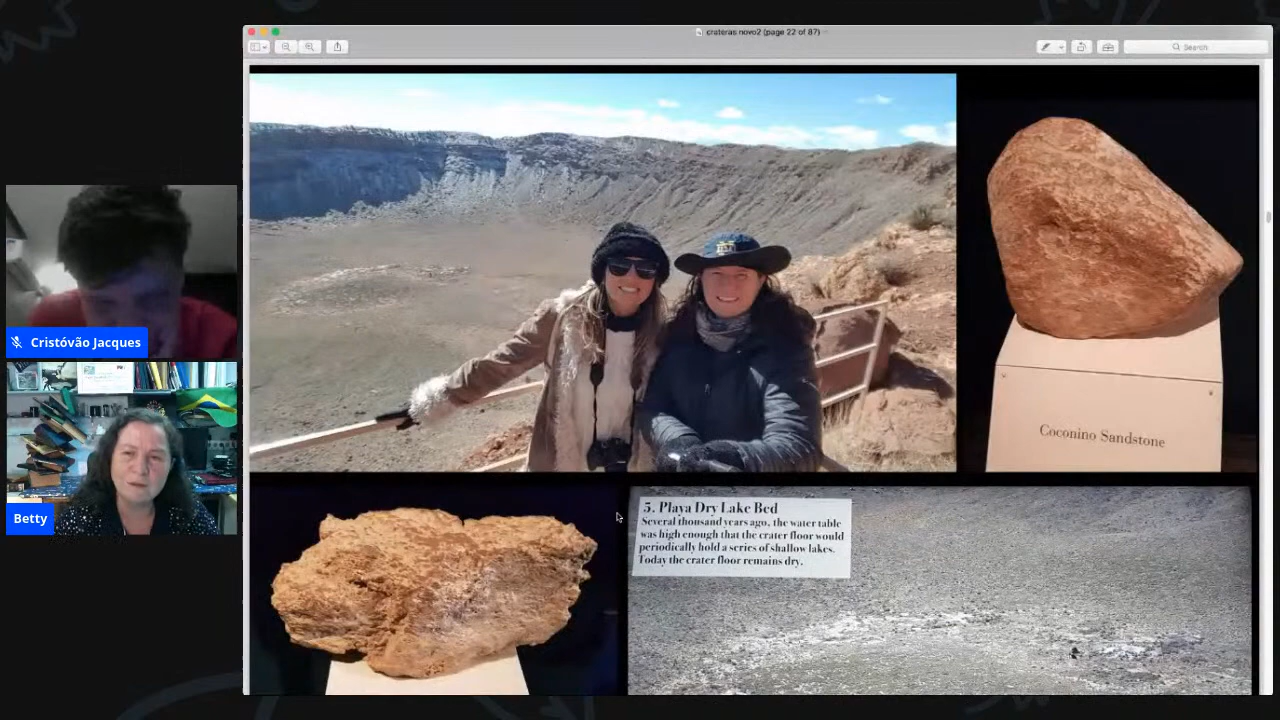 crateras novo2 (page 22 of 87)
Search
Cristóvão Jacques
Betty
Coconino Sandstone
3. Playa Dry Lake Bed
Several thousand years ago, the water table
was high enough that the crater floor would
periodically hold a series of shallow lakes.
Today the crater floor remains dry.